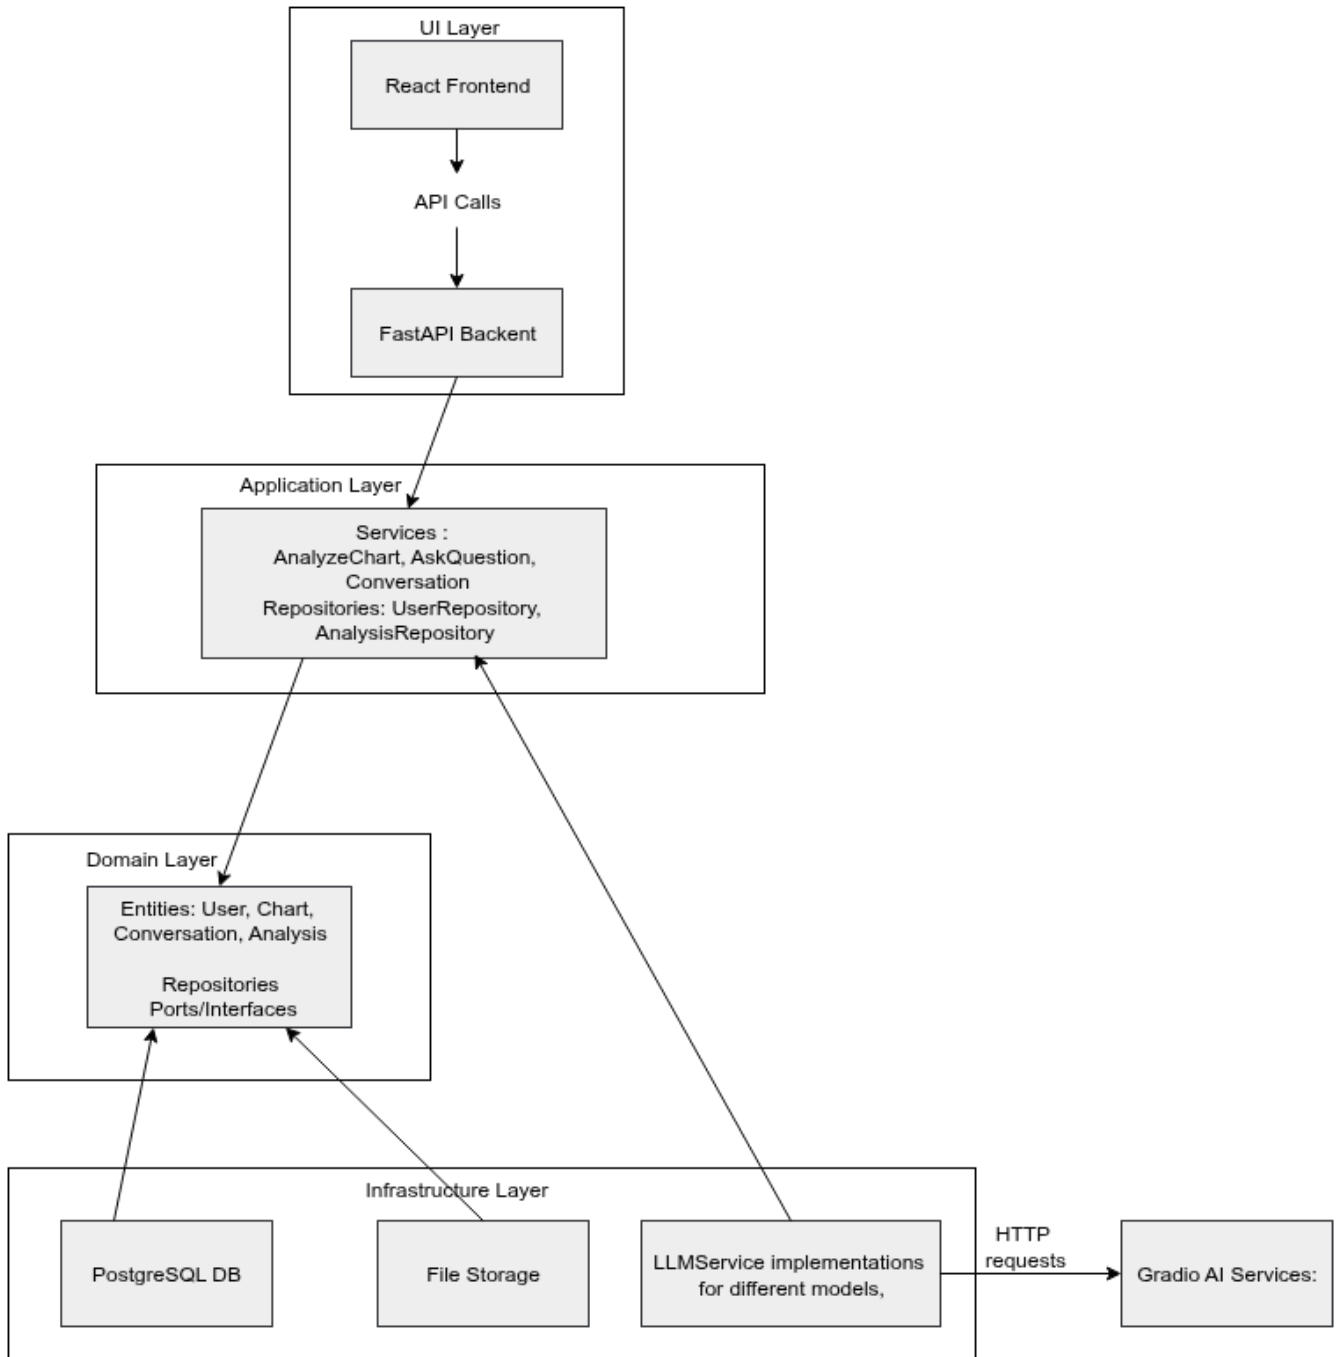 UI Layer
React Frontend
API Calls
FastAPI Backent
Application Layer
Services :
AnalyzeChart, AskQuestion,
Conversation
Repositories: UserRepository,
AnalysisRepository
Domain Layer
Entities: User, Chart,
Conversation, Analysis
Repositories
Ports/Interfaces
Infrastructure Layer
PostgreSQL DB
File Storage
LLMService implementations
for different models,
HTTP
requests
Gradio AI Services: